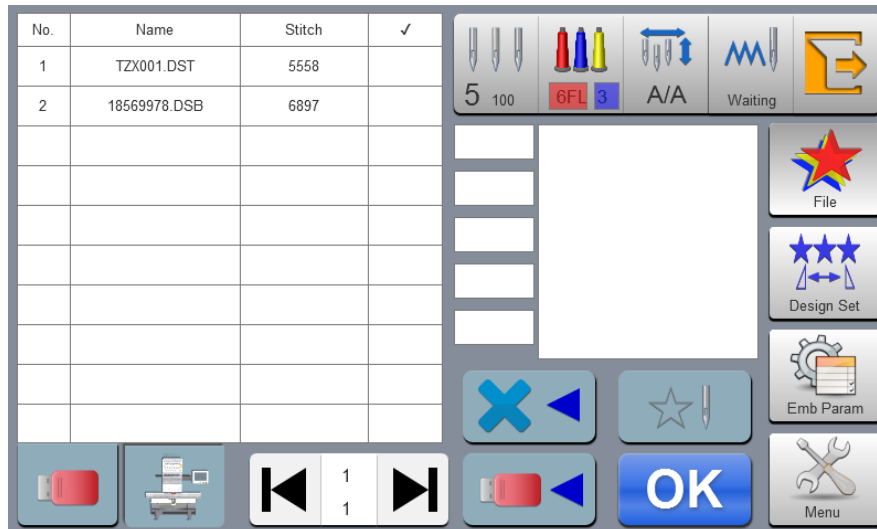 No. Name Stitch ✓
1 TZX001.DST 5558
2 18569978.DSB 6897
5 100 6FL 3 A/A Waiting
File
Design Set
Emb Param
1
1
OK
Menu